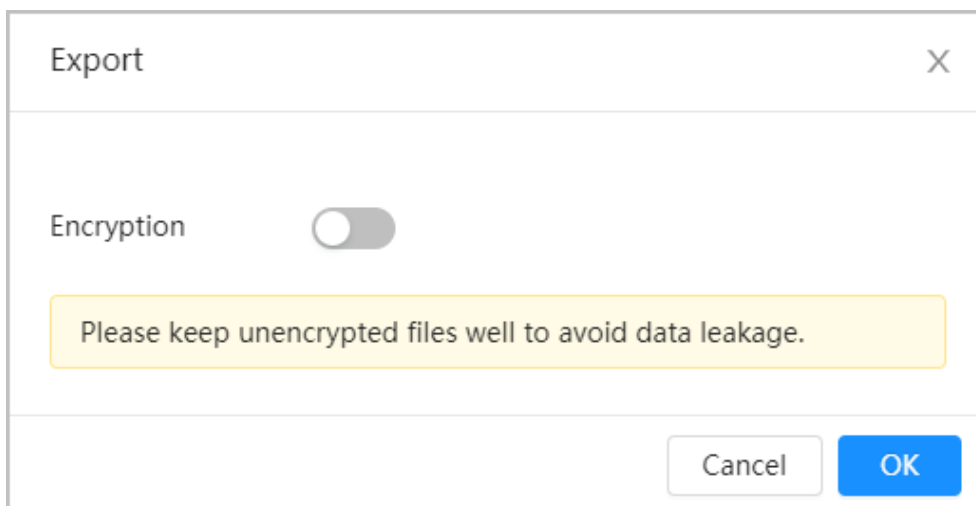 Export
Encryption
Please keep unencrypted files well to avoid data leakage.
Cancel OK